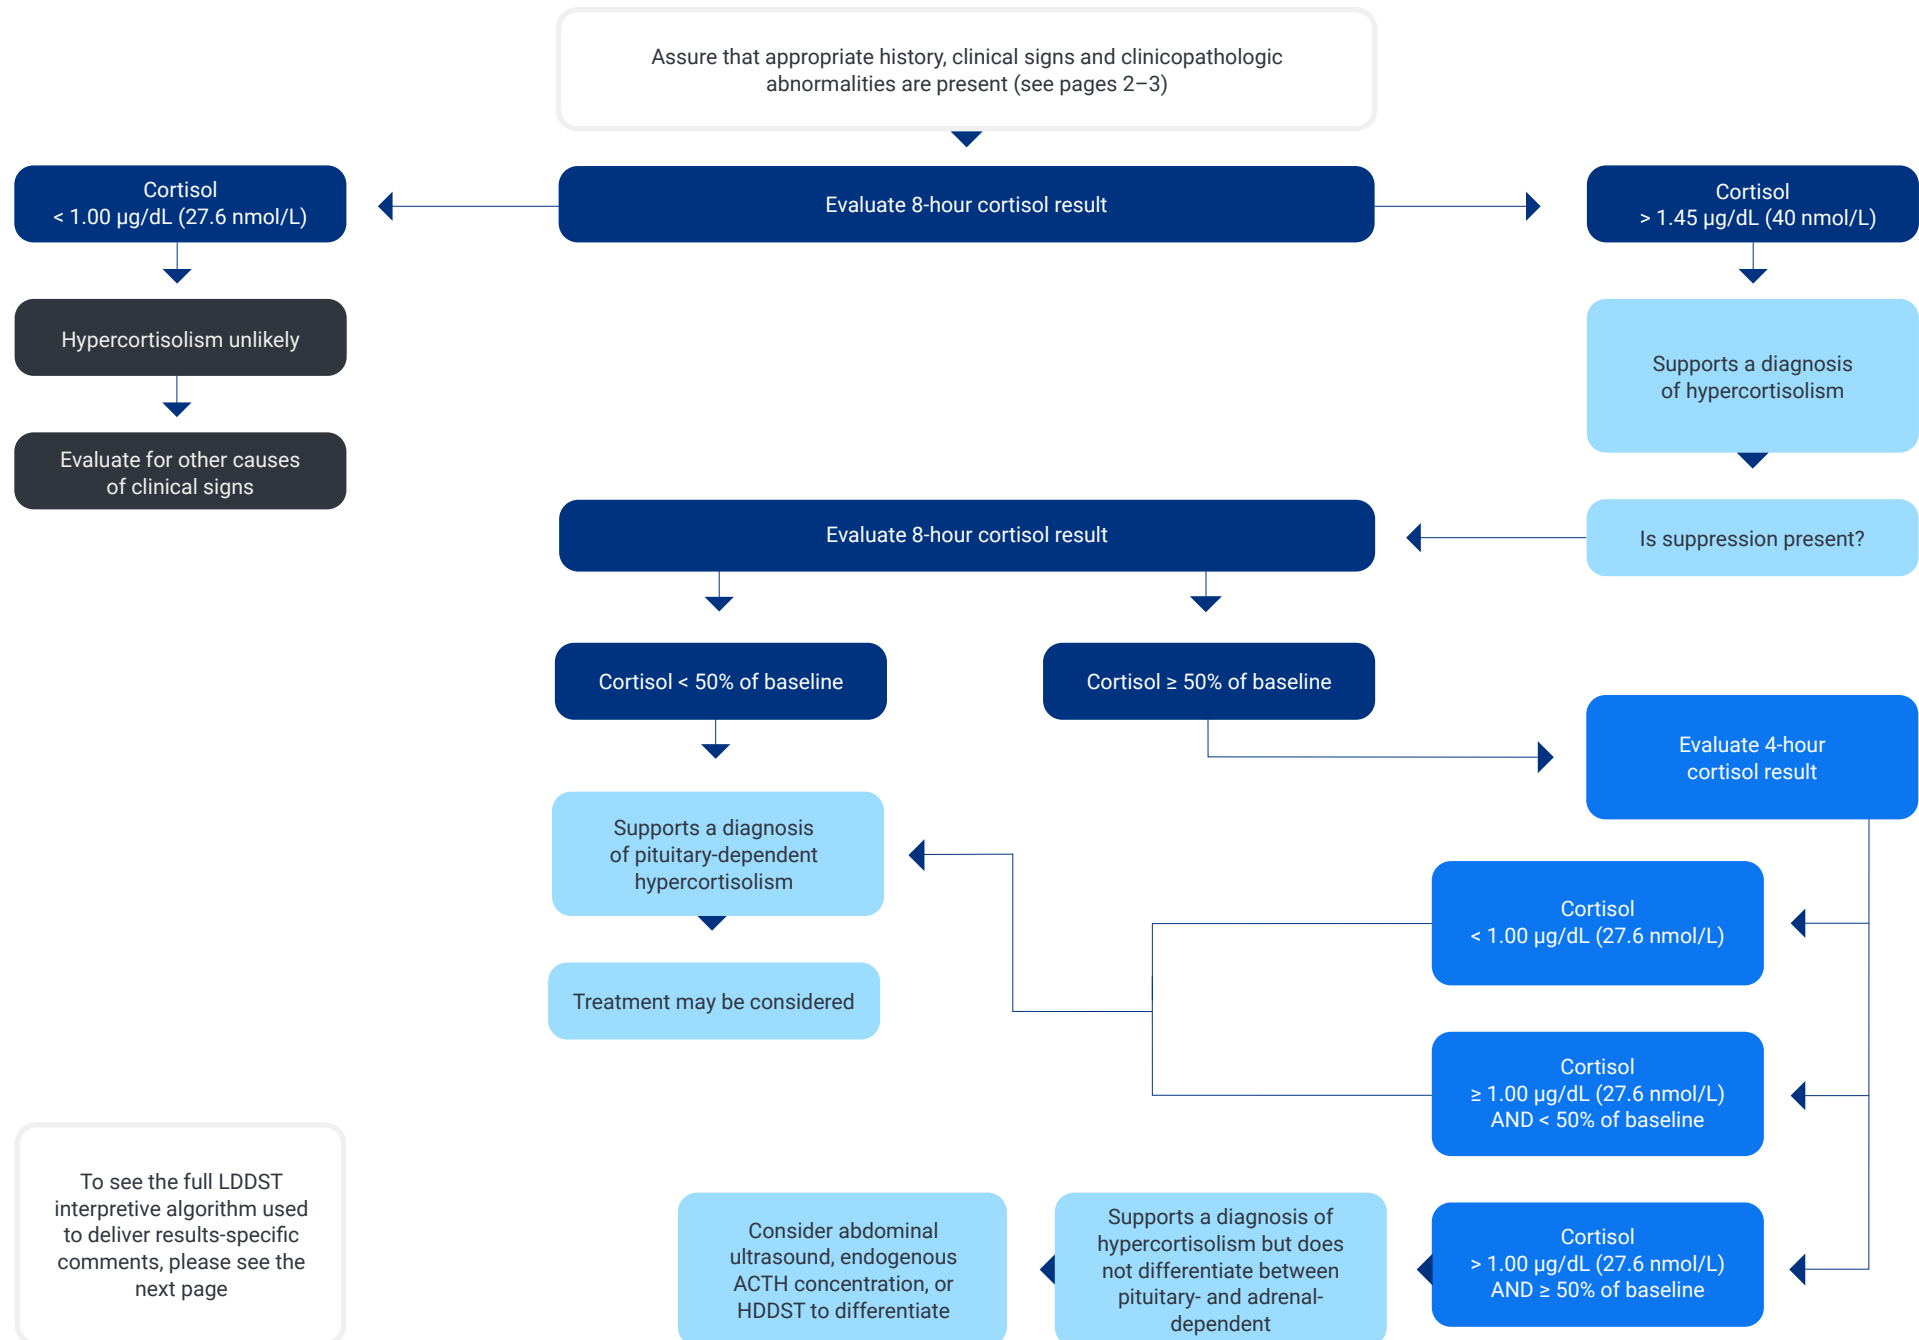 Assure that appropriate history, clinical signs and clinicopathologic
abnormalities are present (see pages 2–3)
Cortisol
< 1.00 µg/dL (27.6 nmol/L)
Evaluate 8-hour cortisol result
Cortisol
> 1.45 µg/dL (40 nmol/L)
Hypercortisolism unlikely
Supports a diagnosis
of hypercortisolism
Evaluate for other causes
of clinical signs
Evaluate 8-hour cortisol result
Is suppression present?
Cortisol < 50% of baseline
Cortisol ≥ 50% of baseline
Evaluate 4-hour
cortisol result
Supports a diagnosis
of pituitary-dependent
hypercortisolism
Cortisol
< 1.00 µg/dL (27.6 nmol/L)
Treatment may be considered
Cortisol
≥ 1.00 µg/dL (27.6 nmol/L)
AND < 50% of baseline
To see the full LDDST
interpretive algorithm used
to deliver results-specific
comments, please see the
next page
Consider abdominal
ultrasound, endogenous
ACTH concentration, or
HDDST to differentiate
Supports a diagnosis of
hypercortisolism but does
not differentiate between
pituitary- and adrenal-
dependent
Cortisol
> 1.00 µg/dL (27.6 nmol/L)
AND ≥ 50% of baseline